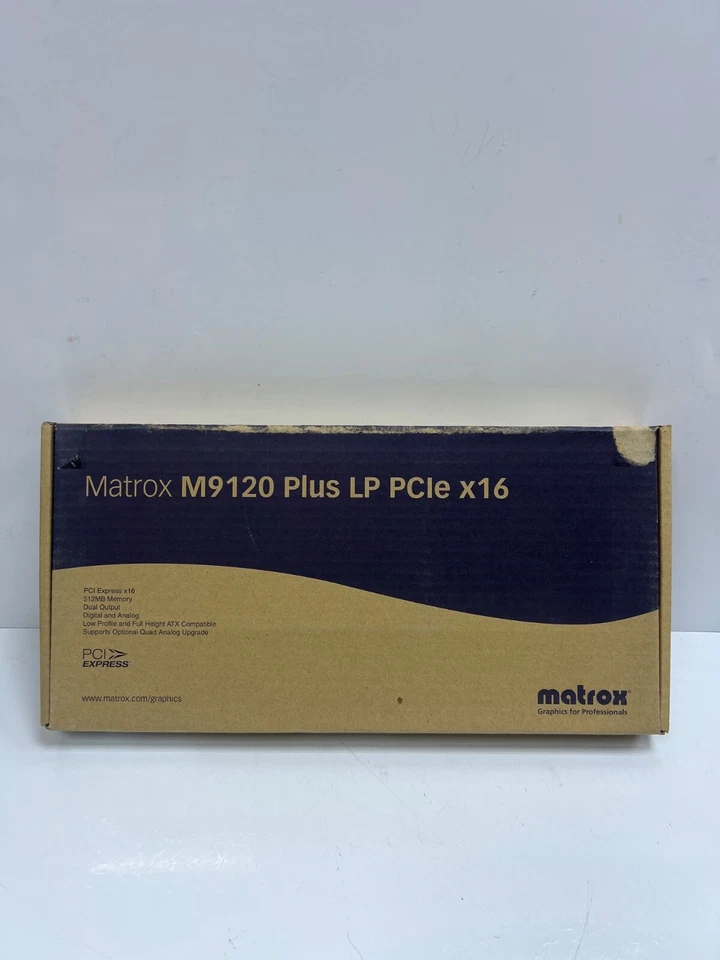 Matrox M9120 Plus LP PCIe x16
PCI Express x16
512MB Memory
Dual Output
Digital and Analog
Low Profile and Full Height ATX Compatible
Supports Optional Quad Analog Upgrade
PCI
EXPRESS
www.matrox.com/graphics
matrox
Graphics for Professionals